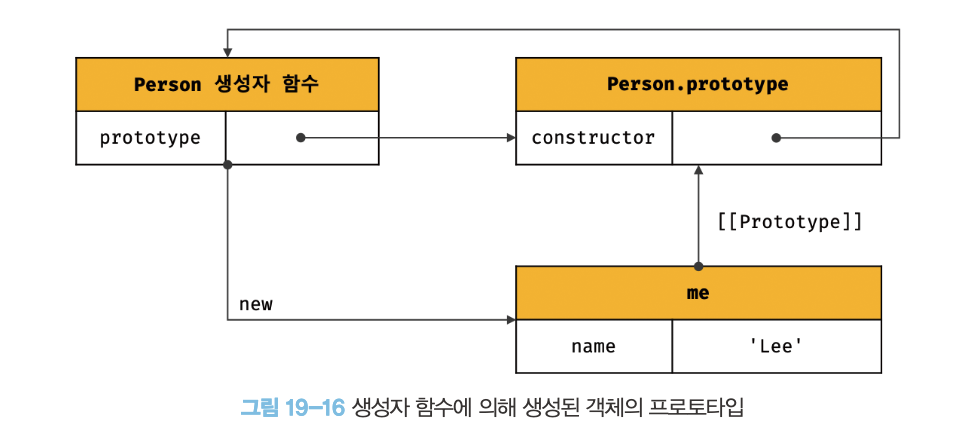 Person 생성자 함수
prototype
Person.prototype
constructor
[[Prototype]]
new
me
name
'Lee'
그림 19–16 생성자 함수에 의해 생성된 객체의 프로토타입